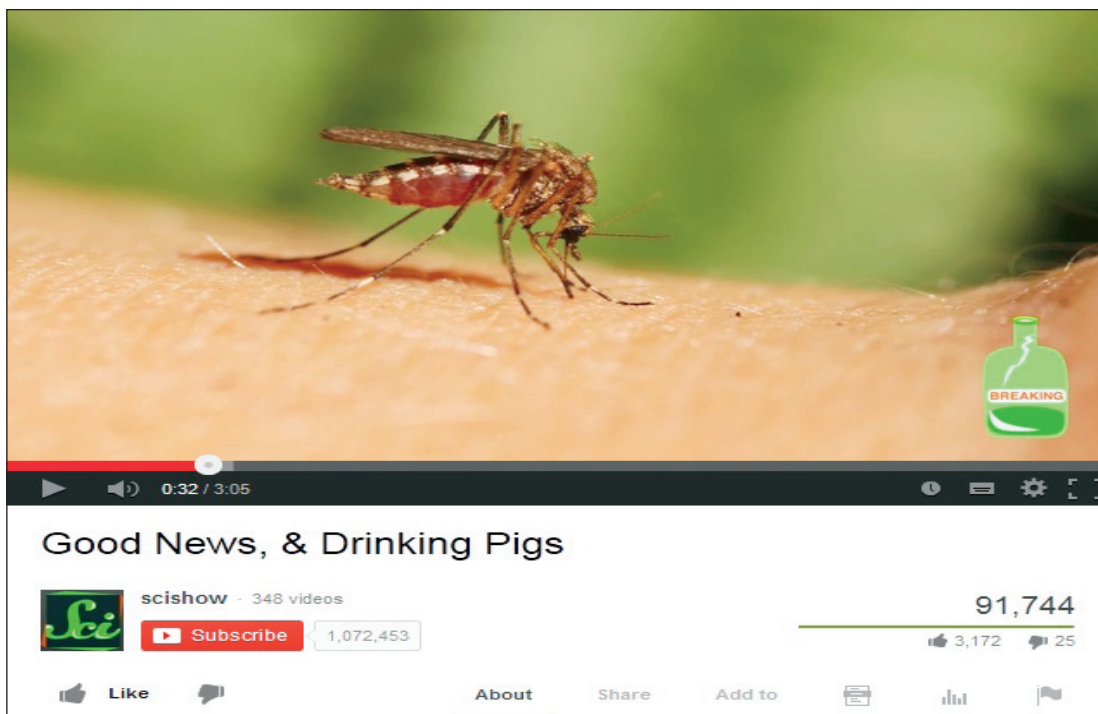 BREAKING
0:32 / 3:05
Good News, & Drinking Pigs
Sci
scishow · 348 videos
Subscribe 1,072,453
91,744
3,172 25
Like About Share Add to